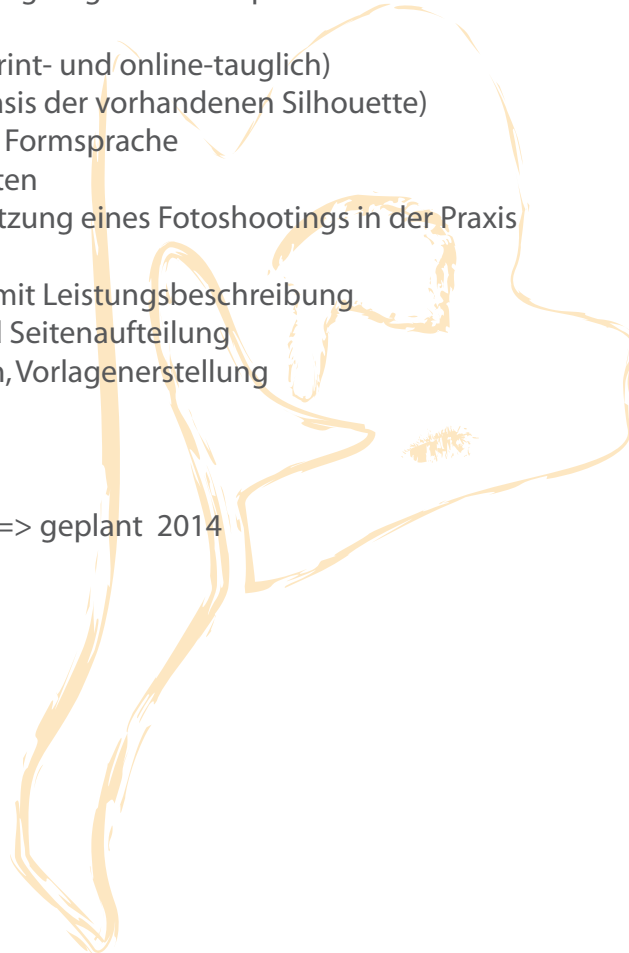 rint- und online-tauglich)
asis der vorhandenen Silhouette)
Formsprache
ten
tzung eines Fotoshootings in der Praxis
mit Leistungsbeschreibung
Seitenaufteilung
n, Vorlagenerstellung
=> geplant 2014